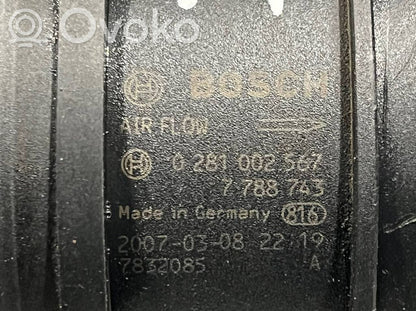 OVOKO
BOSCH
AIR FLOW
0 281 002 567
7 788 743
Made in Germany 816
2007-03-08 22:19
7832085 A